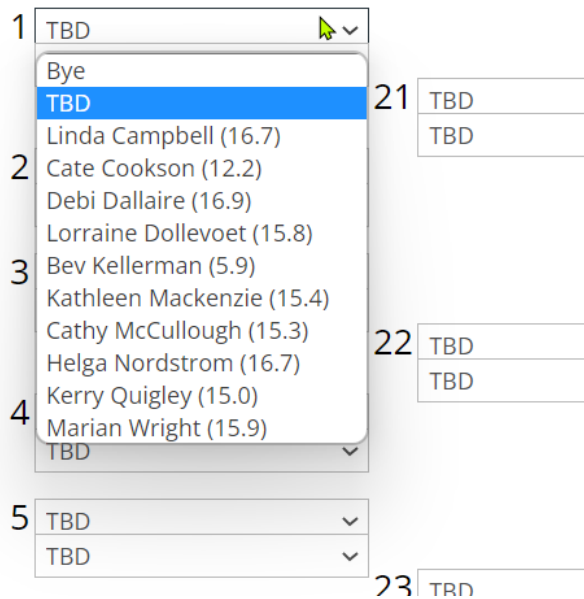 1 TBD
Bye
TBD
Linda Campbell (16.7)
Cate Cookson (12.2)
Debi Dallaire (16.9)
Lorraine Dollevoet (15.8)
Bev Kellerman (5.9)
Kathleen Mackenzie (15.4)
Cathy McCullough (15.3)
Helga Nordstrom (16.7)
Kerry Quigley (15.0)
Marian Wright (15.9)
2
3
4
TBD
5 TBD
TBD
21 TBD
TBD
22 TBD
TBD
23 TBD